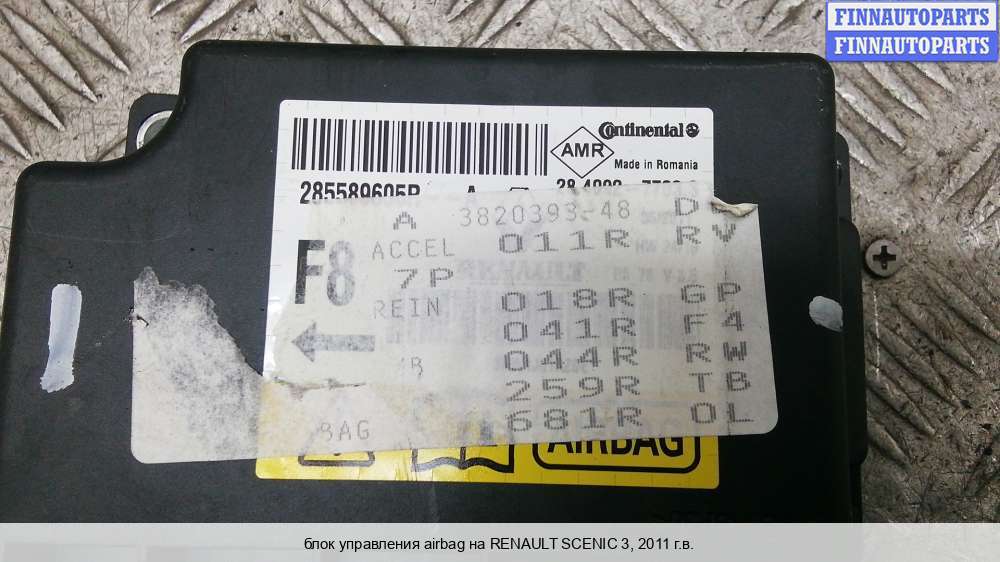 FINNAUTOPARTS
FINNAUTOPARTS
Continental
AMR
Made in Romania
A
A 3820393-48
ACCEL 011R RV
F8
7P
REIN 018R GP
041R F4
044R RW
259R TB
BAG 681R OL
AIRBAG
блок управления airbag на RENAULT SCENIC 3, 2011 г.в.